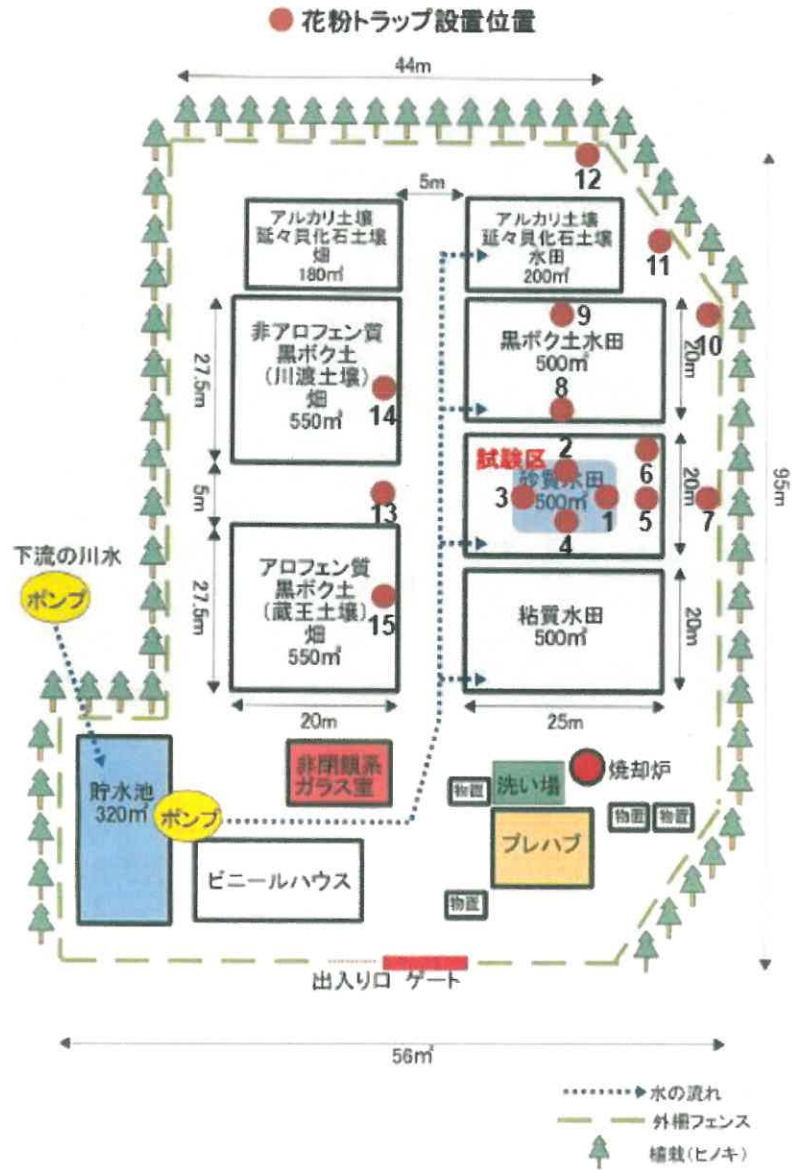 花粉トラップ設置位置
44m
12
5m
アルカリ土壌
延々貝化石土壌
畑
180㎡
アルカリ土壌
延々貝化石土壌
水田
200㎡
11
10
27.5m
非アロフェン質
黒ボク土
(川渡土壌)
畑
550㎡
14
9
黒ボク土水田
500㎡
8
20m
95m
5m
13
試験区
2
砂質水田
500㎡
3
1
4
6
5
7
20m
下流の川水
ポンプ
27.5m
アロフェン質
黒ボク土
(蔵王土壌)
畑
550㎡
15
粘質水田
500㎡
20m
20m
25m
貯水池
320㎡
ポンプ
非閉鎖系
ガラス室
物置
洗い場
焼却炉
物置
物置
プレハブ
ビニールハウス
物置
出入り口 ゲート
56㎡
水の流れ
外柵フェンス
植栽(ヒノキ)